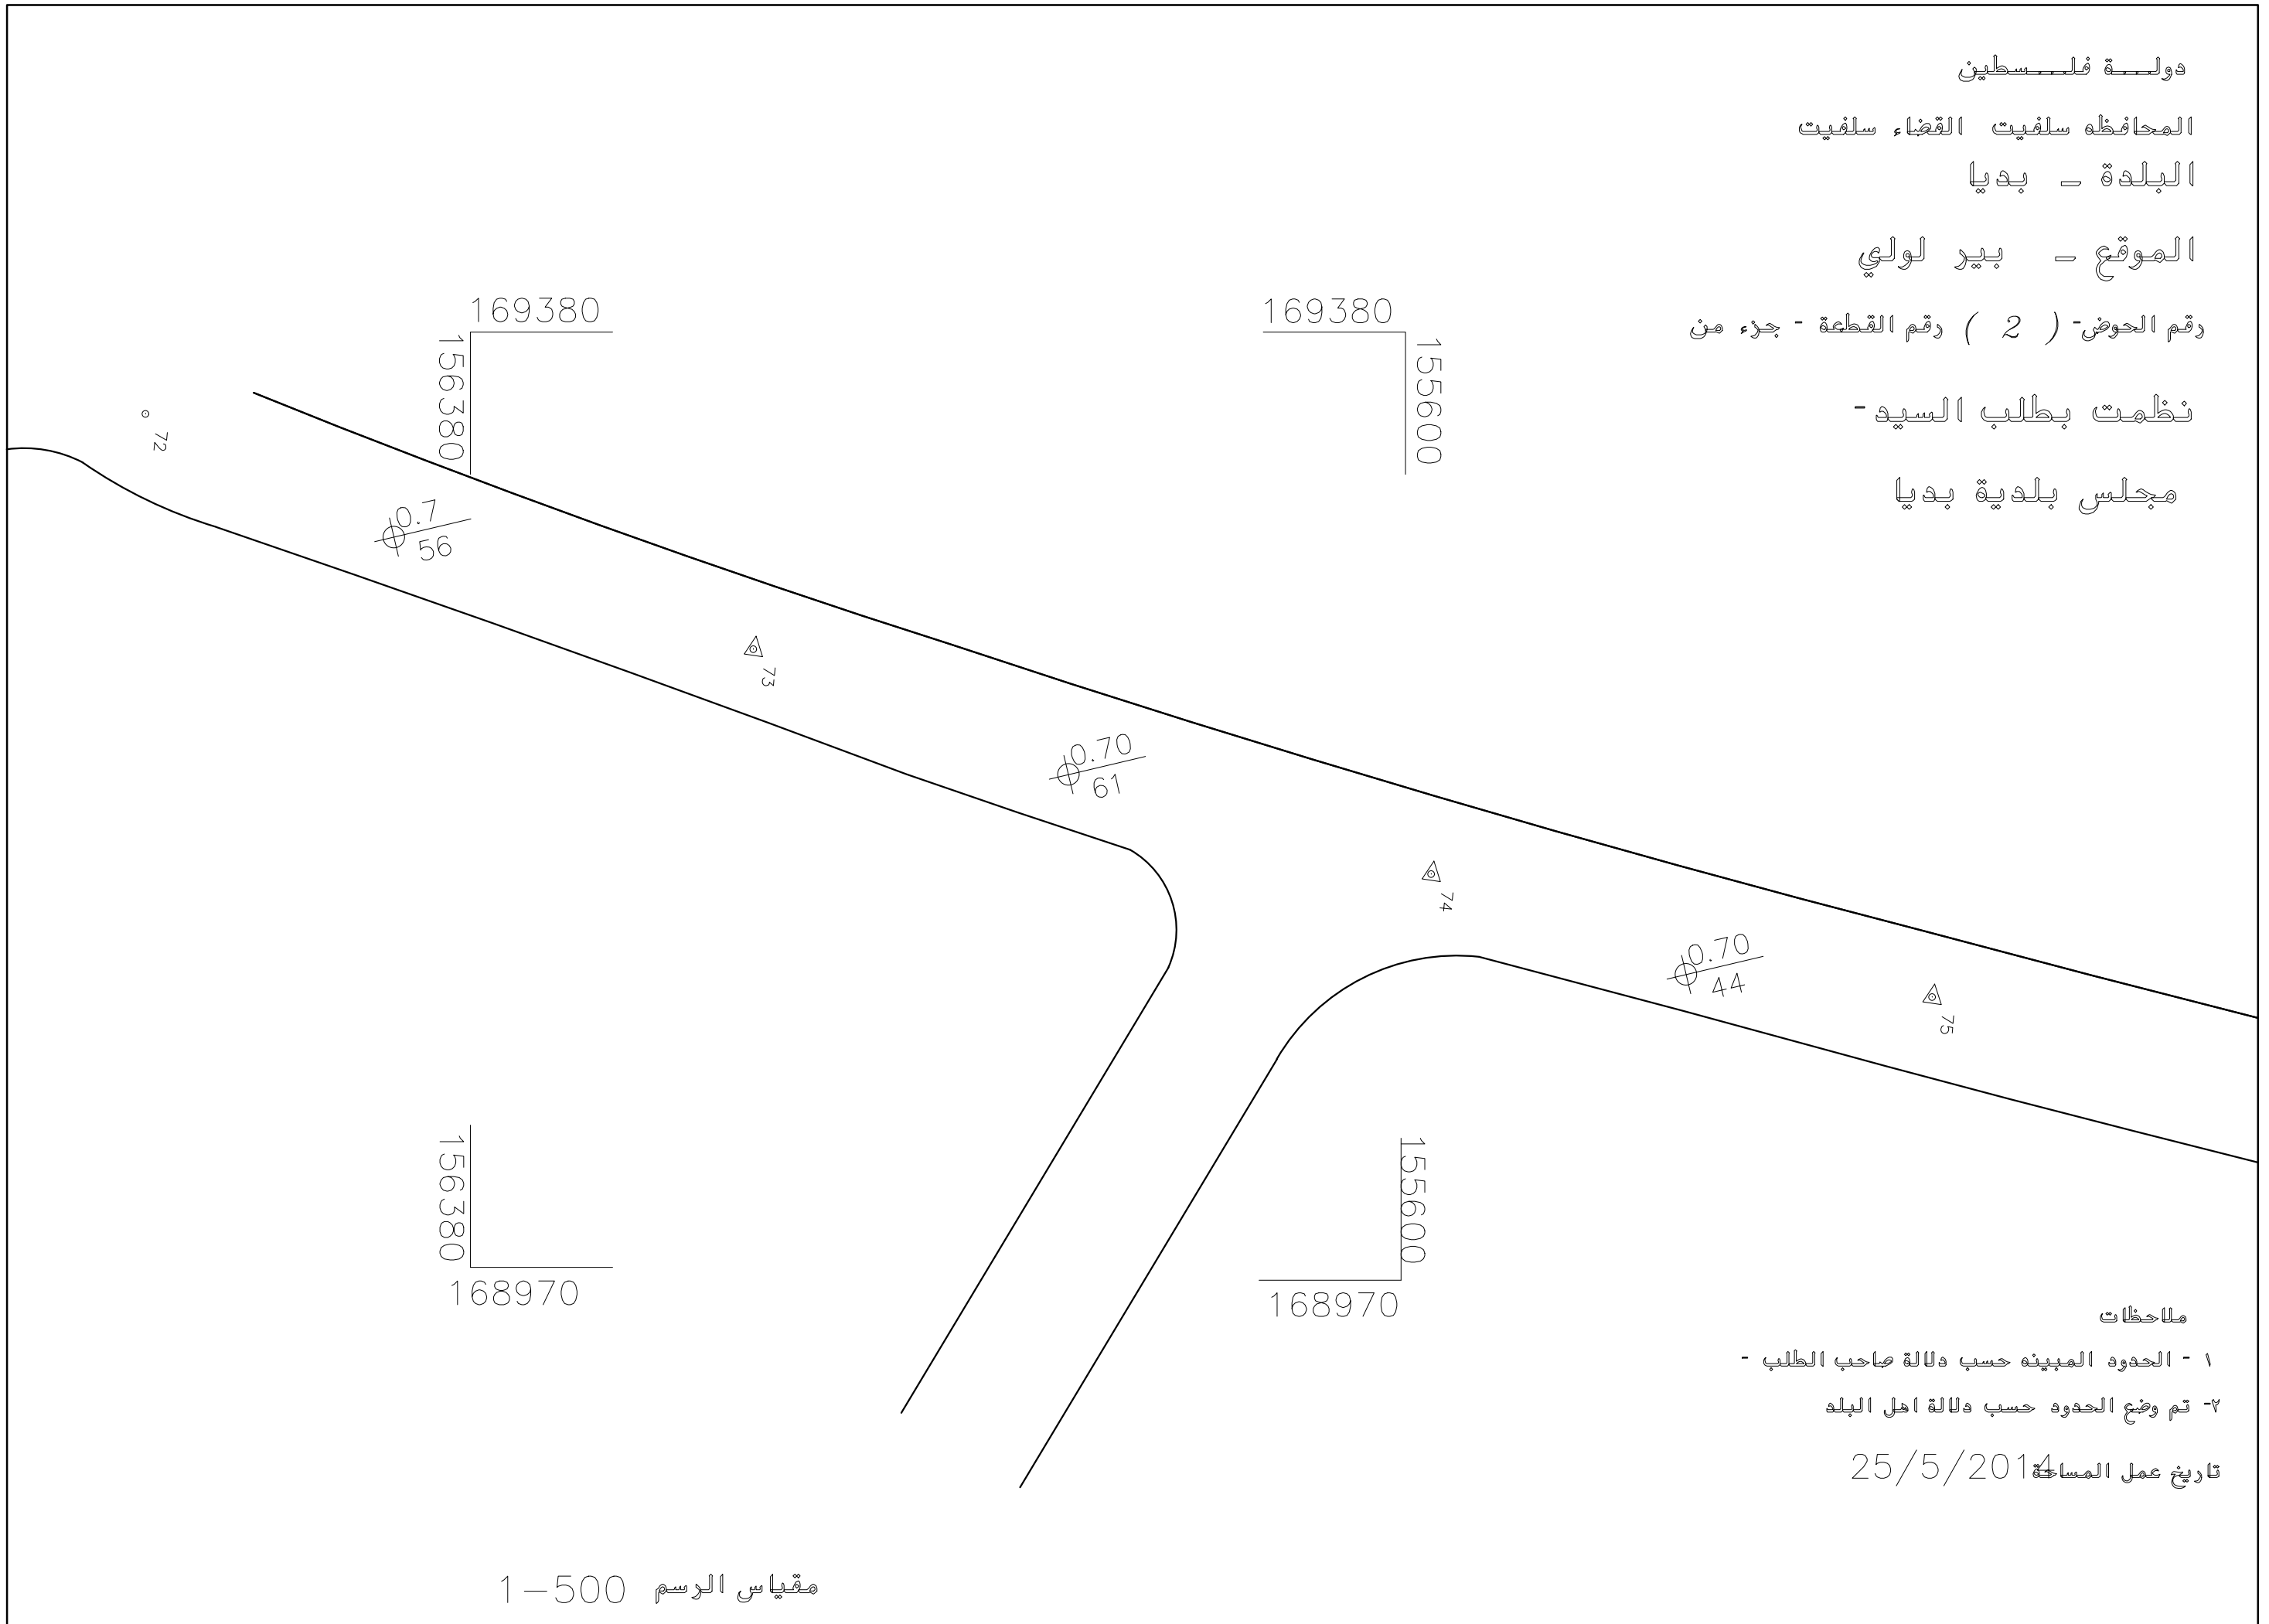 دولـــــة فلـــــسطين
المحافظه سلفيت القضاء سلفيت
البلدة _ بديا
الموقع _ بير لولي
رقم الحوض- ( 2 ) رقم القطعة - جزء من
نظمت بطلب السيد-
مجلس بلدية بديا
169380
156380
169380
155600
72
0.7
56
73
0.70
61
74
0.70
44
75
156380
168970
155600
168970
ملاحظات
١ - الحدود المبينه حسب دلالة صاحب الطلب -
٢- تم وضع الحدود حسب دلالة اهل البلد
تاريخ عمل المساحة 25/5/2014
مقياس الرسم 1-500